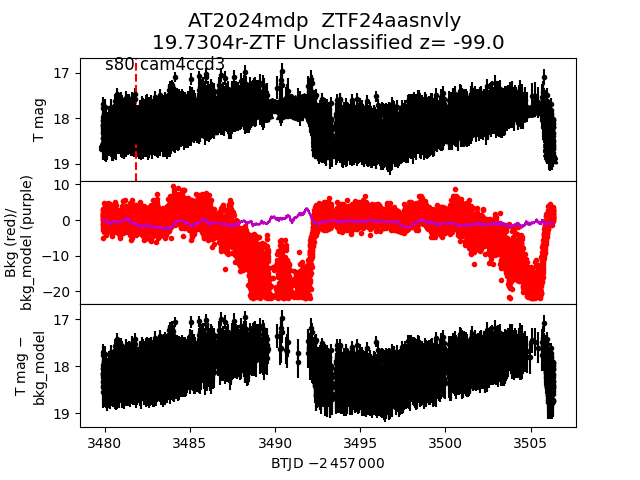 AT2024mdp  ZTF24aasnvly
19.7304r-ZTF Unclassified z= -99.0
s80 cam4ccd3
17
18
19
T mag
10
0
−10
−20
Bkg (red)/
bkg_model (purple)
17
18
19
T mag −
bkg_model
3480 3485 3490 3495 3500 3505
BTJD −2 457 000